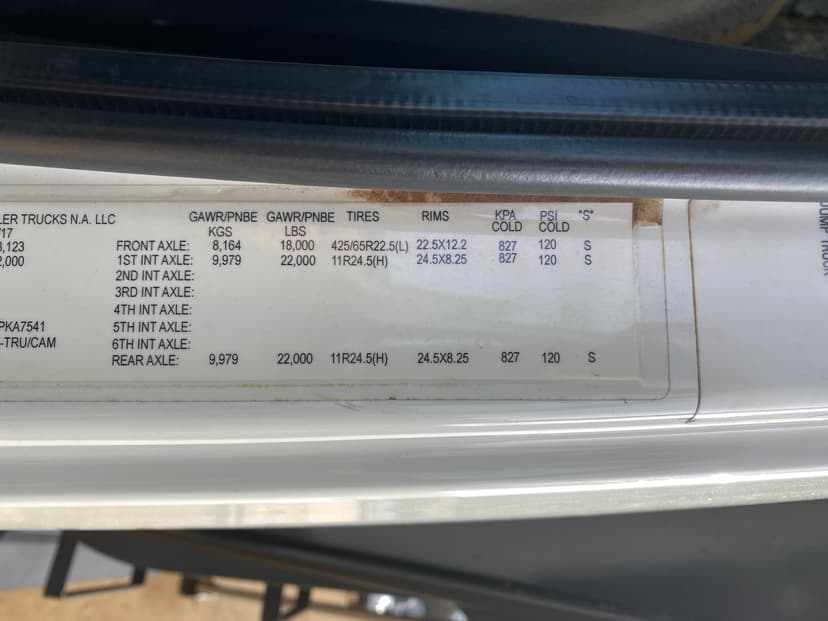 LER TRUCKS N.A. LLC GAWR/PNBE GAWR/PNBE TIRES RIMS KPA PSI *S*
/17 KGS LBS COLD COLD
,123 FRONT AXLE: 8,164 18,000 425/65R22.5(L) 22.5X12.2 827 120 S
2,000 1ST INT AXLE: 9,979 22,000 11R24.5(H) 24.5X8.25 827 120 S
2ND INT AXLE:
3RD INT AXLE:
4TH INT AXLE:
PKA7541 5TH INT AXLE:
-TRU/CAM 6TH INT AXLE:
REAR AXLE: 9,979 22,000 11R24.5(H) 24.5X8.25 827 120 S
DUMP TRUCK